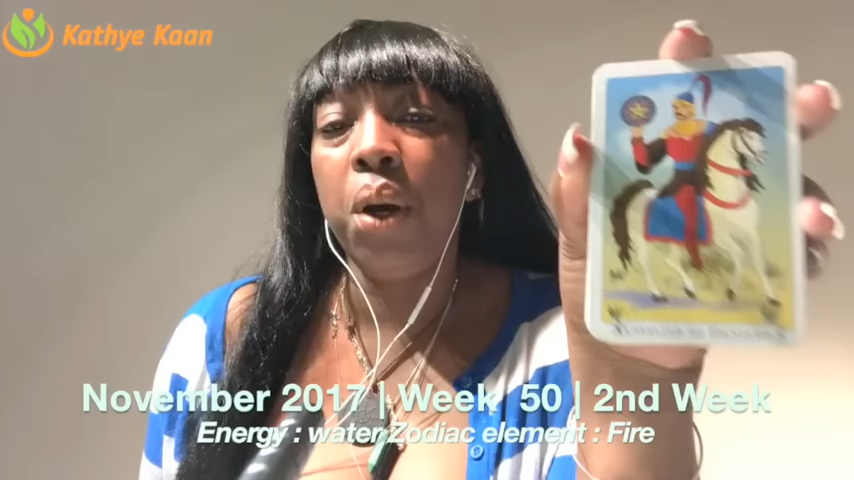 Kathye Kaan
November 2017 | Week 50 | 2nd Week
Energy : water Zodiac element : Fire